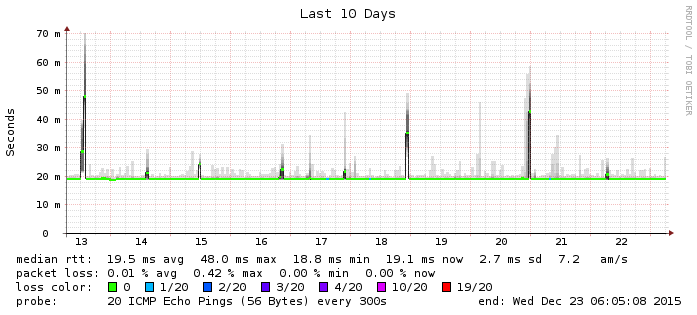 Last 10 Days
RRDTOOL / TOBI OETIKER
Seconds
70 m
60 m
50 m
40 m
30 m
20 m
10 m
0
13 14 15 16 17 18 19 20 21 22
median rtt: 19.5 ms avg 48.0 ms max 18.8 ms min 19.1 ms now 2.7 ms sd 7.2 am/s
packet loss: 0.01 % avg 0.42 % max 0.00 % min 0.00 % now
loss color: 0 1/20 2/20 3/20 4/20 10/20 19/20
probe: 20 ICMP Echo Pings (56 Bytes) every 300s end: Wed Dec 23 06:05:08 2015